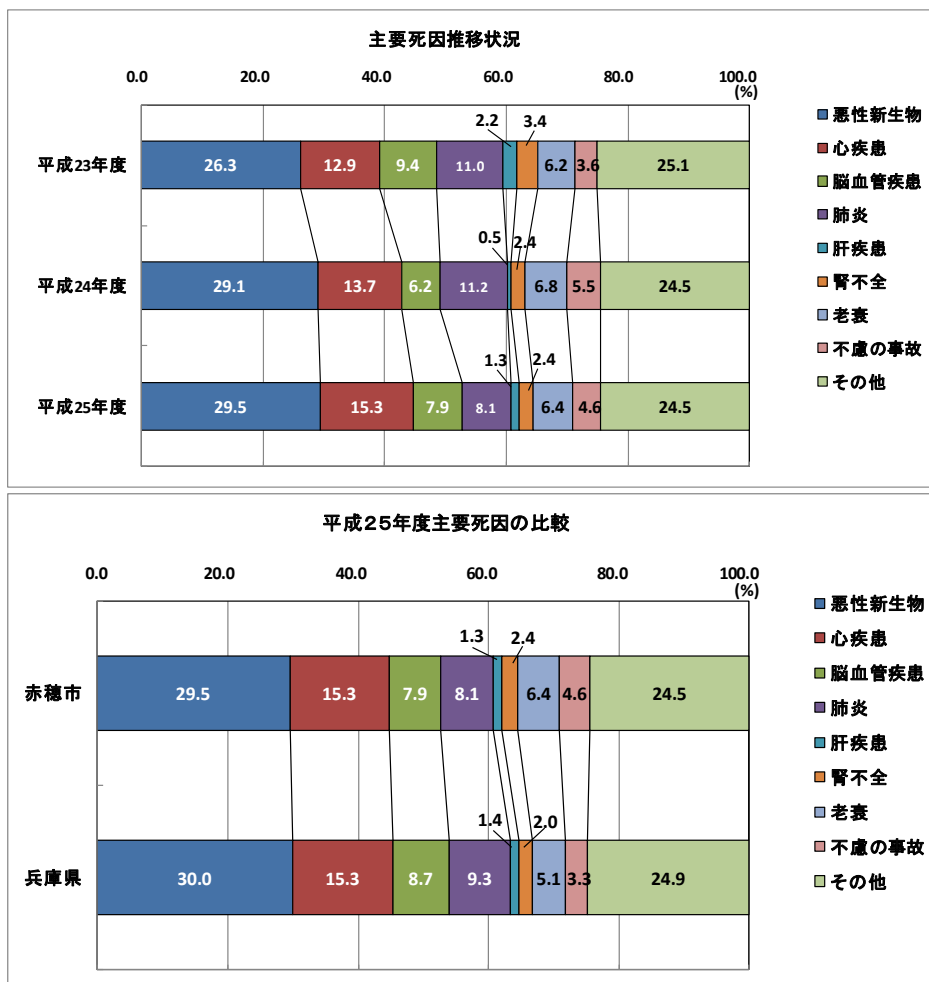 主要死因推移状況
0.0 20.0 40.0 60.0 80.0 100.0
(%)
2.2 3.4
平成23年度 26.3 12.9 9.4 11.0 6.2 3.6 25.1
0.5 2.4
平成24年度 29.1 13.7 6.2 11.2 6.8 5.5 24.5
1.3 2.4
平成25年度 29.5 15.3 7.9 8.1 6.4 4.6 24.5
悪性新生物
心疾患
脳血管疾患
肺炎
肝疾患
腎不全
老衰
不慮の事故
その他
平成25年度主要死因の比較
0.0 20.0 40.0 60.0 80.0 100.0
(%)
1.3 2.4
赤穂市 29.5 15.3 7.9 8.1 6.4 4.6 24.5
1.4 2.0
兵庫県 30.0 15.3 8.7 9.3 5.1 3.3 24.9
悪性新生物
心疾患
脳血管疾患
肺炎
肝疾患
腎不全
老衰
不慮の事故
その他